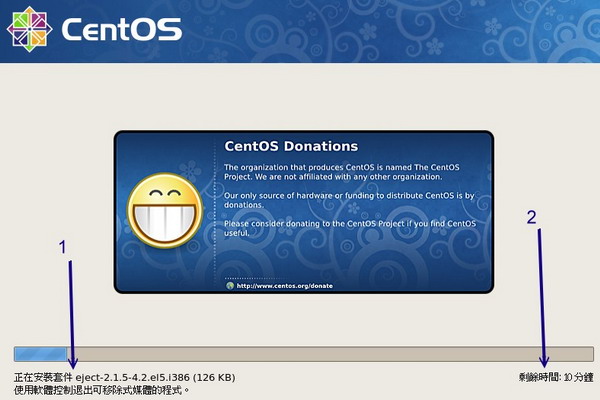 CentOS
CentOS Donations
The organization that produces CentOS is named The CentOS
Project. We are not affiliated with any other organization.
Our only source of hardware or funding to distribute CentOS is by
donations.
Please consider donating to the CentOS Project if you find CentOS
useful.
http://www.centos.org/donate
1
2
正在安裝套件 eject-2.1.5-4.2.el5.i386 (126 KB)
剩餘時間: 10 分鐘
使用軟體控制退出可移除式媒體的程式。